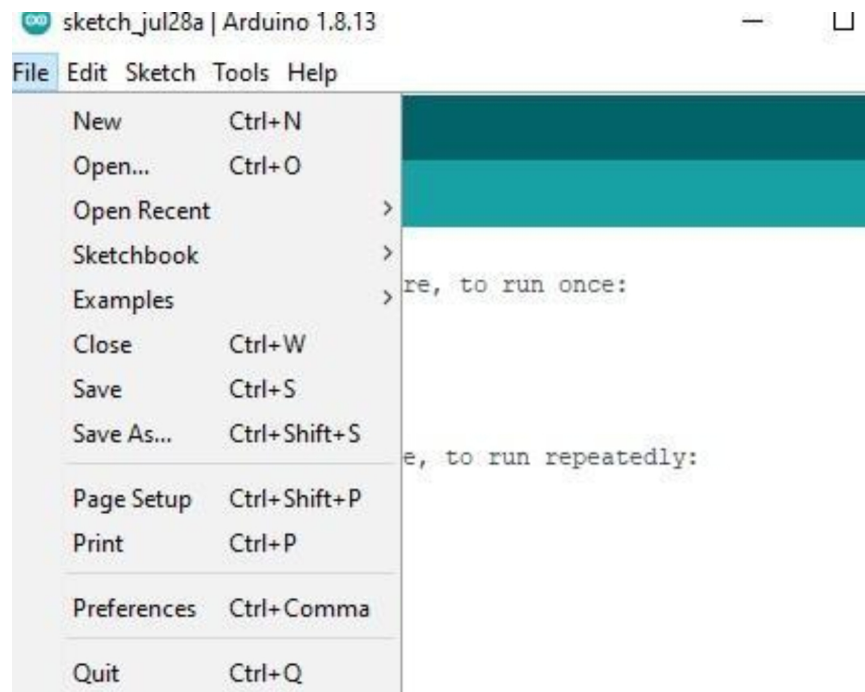 sketch_jul28a | Arduino 1.8.13
File Edit Sketch Tools Help
New Ctrl+N
Open... Ctrl+O
Open Recent
Sketchbook
Examples
re, to run once:
Close Ctrl+W
Save Ctrl+S
Save As... Ctrl+Shift+S
e, to run repeatedly:
Page Setup Ctrl+Shift+P
Print Ctrl+P
Preferences Ctrl+Comma
Quit Ctrl+Q